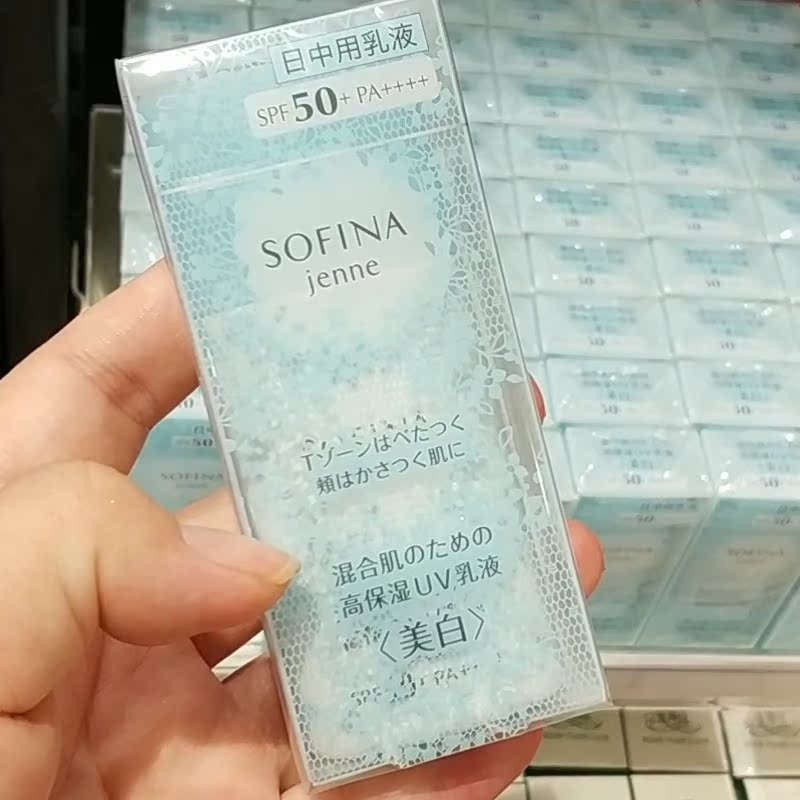 日中用乳液
SPF50+ PA++++
SOFINA
jenne
Tゾーンはべたつく
頬はかさつく肌に
混合肌のための
高保湿UV乳液
〈美白〉